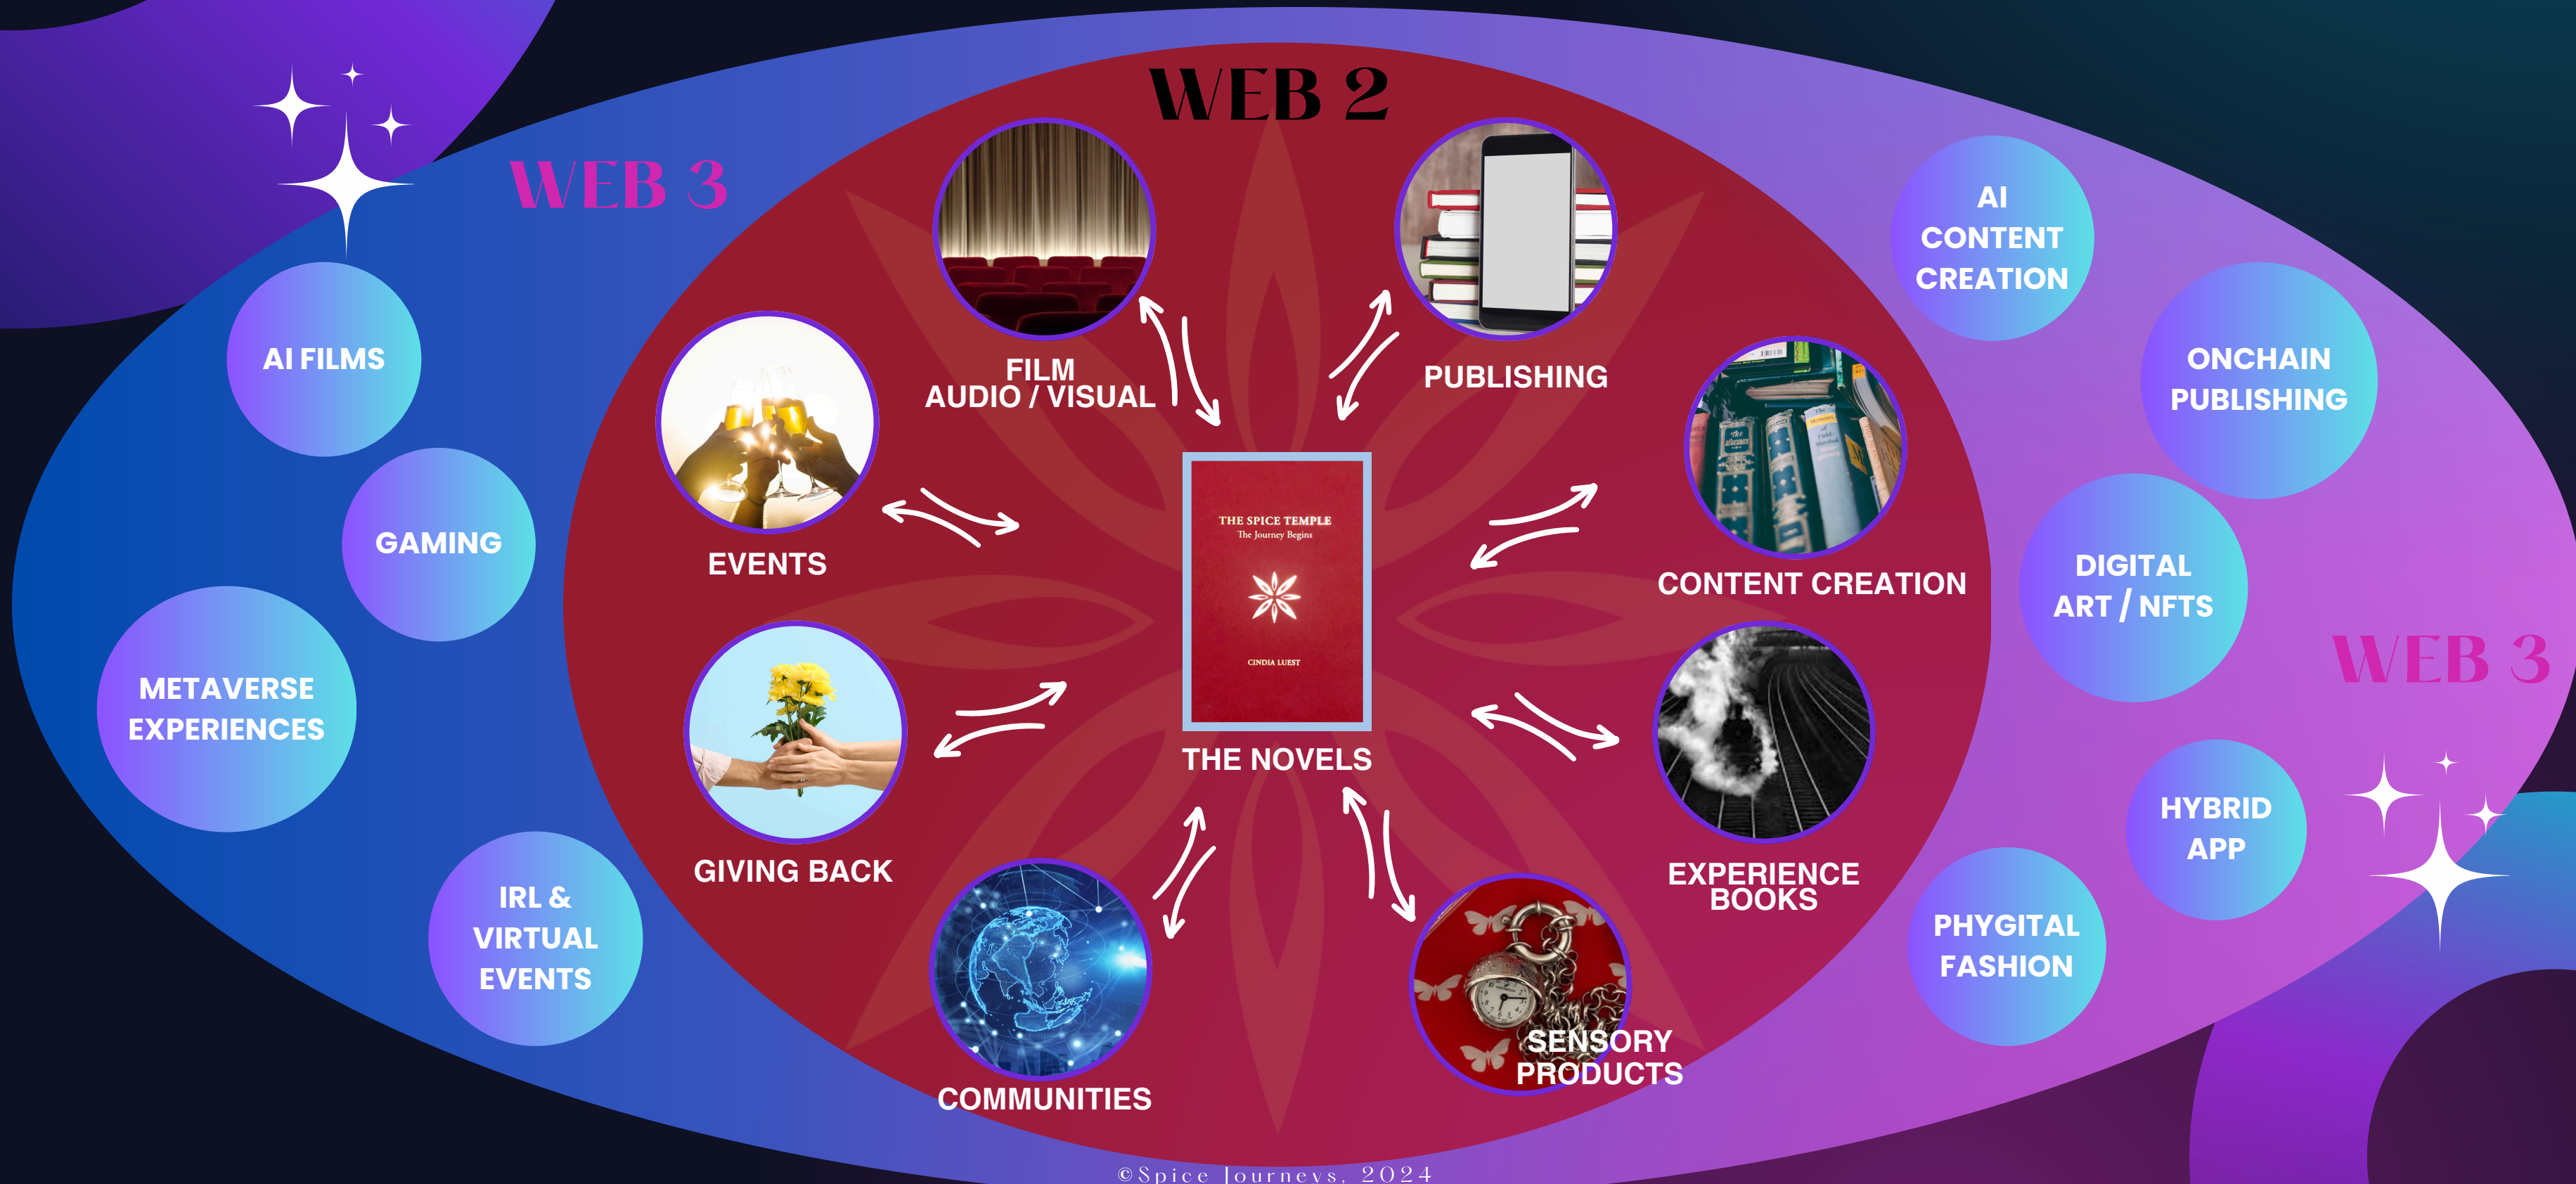 WEB 2
WEB 3
AI FILMS
GAMING
METAVERSE
EXPERIENCES
IRL &
VIRTUAL
EVENTS
FILM
AUDIO / VISUAL
PUBLISHING
EVENTS
CONTENT CREATION
THE SPICE TEMPLE
The Journey Begins
CINDIA LUEST
THE NOVELS
GIVING BACK
EXPERIENCE
BOOKS
COMMUNITIES
SENSORY
PRODUCTS
AI
CONTENT
CREATION
ONCHAIN
PUBLISHING
DIGITAL
ART / NFTS
WEB 3
HYBRID
APP
PHYGITAL
FASHION
©Spice Journeys, 2024